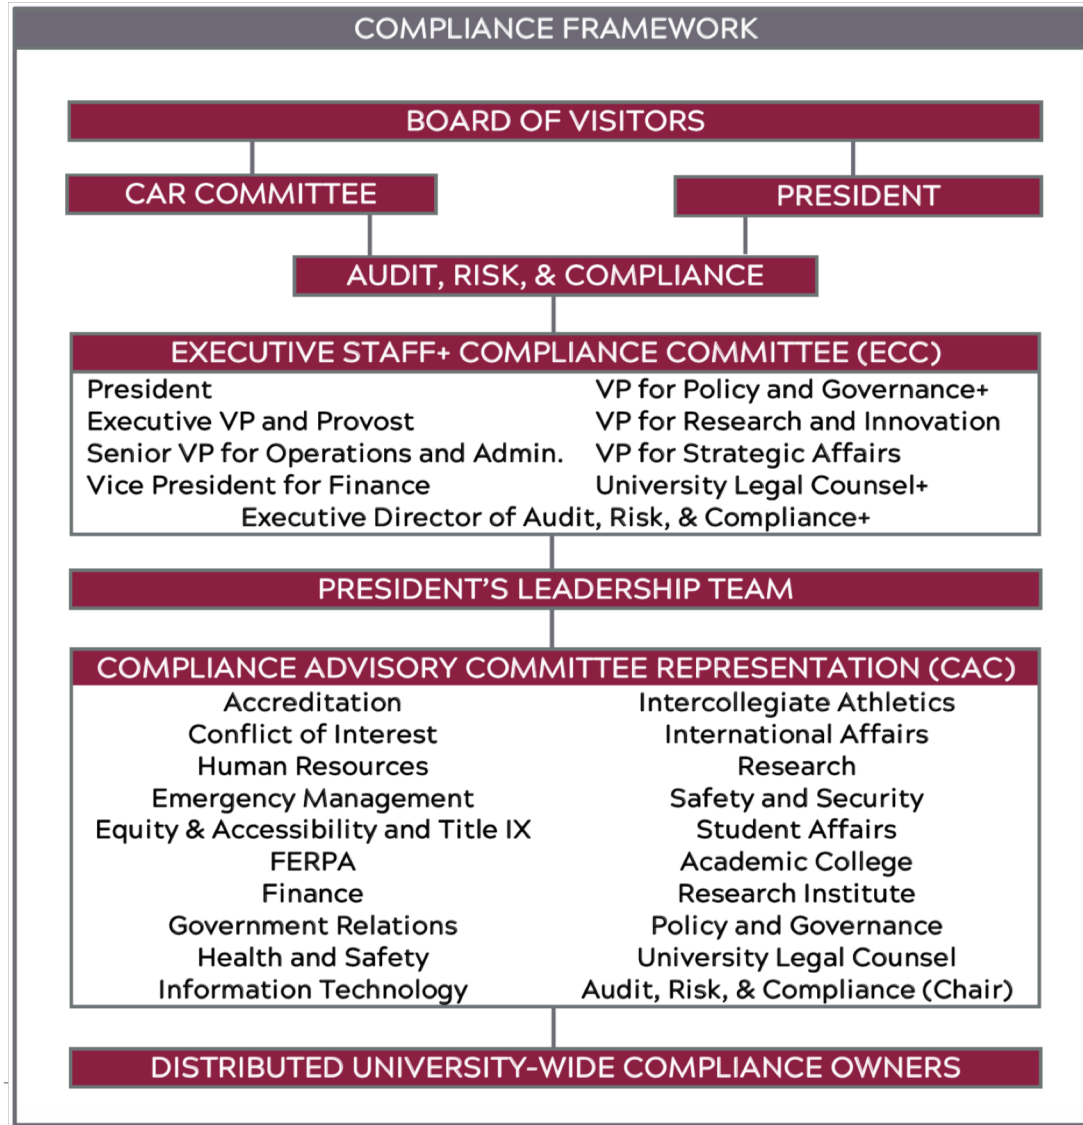 COMPLIANCE FRAMEWORK
BOARD OF VISITORS
CAR COMMITTEE
PRESIDENT
AUDIT, RISK, & COMPLIANCE
EXECUTIVE STAFF+ COMPLIANCE COMMITTEE (ECC)
President
Executive VP and Provost
Senior VP for Operations and Admin.
Vice President for Finance
VP for Policy and Governance+
VP for Research and Innovation
VP for Strategic Affairs
University Legal Counsel+
Executive Director of Audit, Risk, & Compliance+
PRESIDENT'S LEADERSHIP TEAM
COMPLIANCE ADVISORY COMMITTEE REPRESENTATION (CAC)
Accreditation
Conflict of Interest
Human Resources
Emergency Management
Equity & Accessibility and Title IX
FERPA
Finance
Government Relations
Health and Safety
Information Technology
Intercollegiate Athletics
International Affairs
Research
Safety and Security
Student Affairs
Academic College
Research Institute
Policy and Governance
University Legal Counsel
Audit, Risk, & Compliance (Chair)
DISTRIBUTED UNIVERSITY-WIDE COMPLIANCE OWNERS